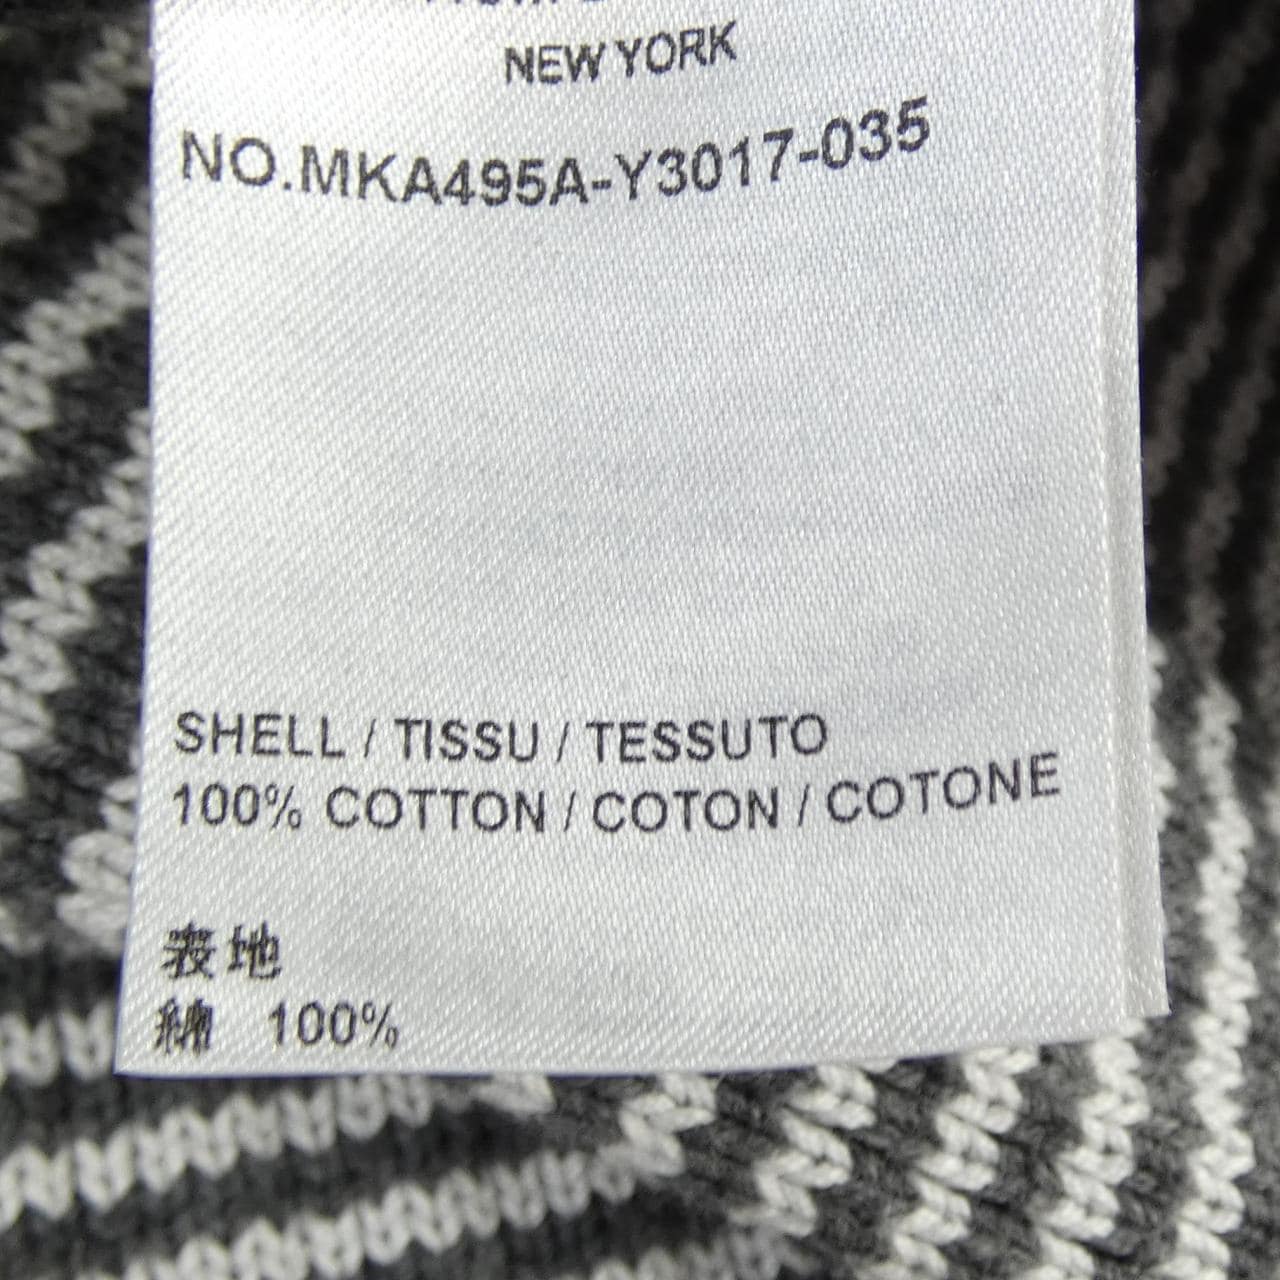 NEW YORK
NO.MKA495A-Y3017-035
SHELL / TISSU / TESSUTO
100% COTTON / COTON / COTONE
表地
綿 100%